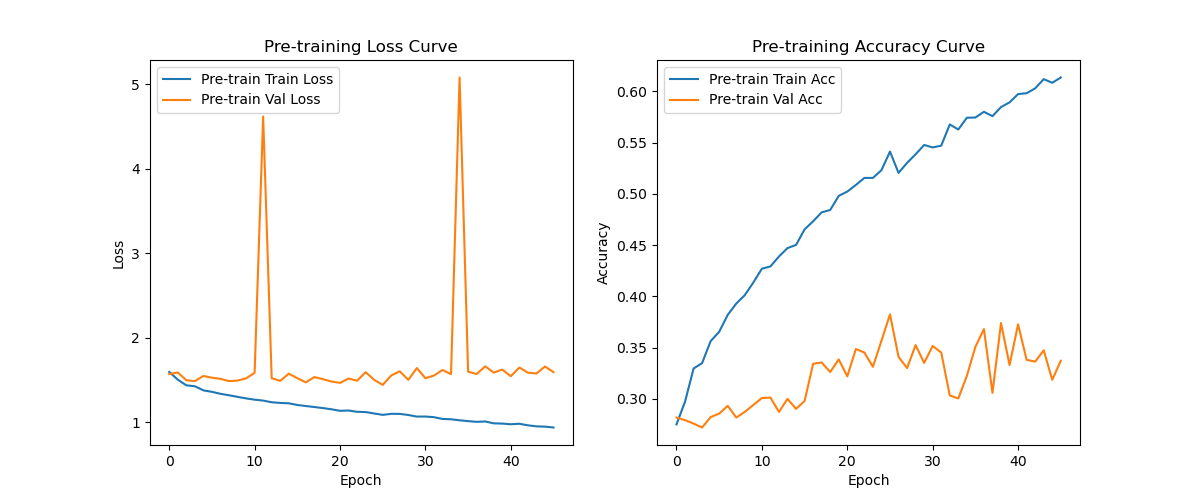 Pre-training Loss Curve
Pre-train Train Loss
Pre-train Val Loss
5
4
3
2
1
Loss
0 10 20 30 40
Epoch
Pre-training Accuracy Curve
Pre-train Train Acc
Pre-train Val Acc
0.60
0.55
0.50
0.45
0.40
0.35
0.30
Accuracy
0 10 20 30 40
Epoch